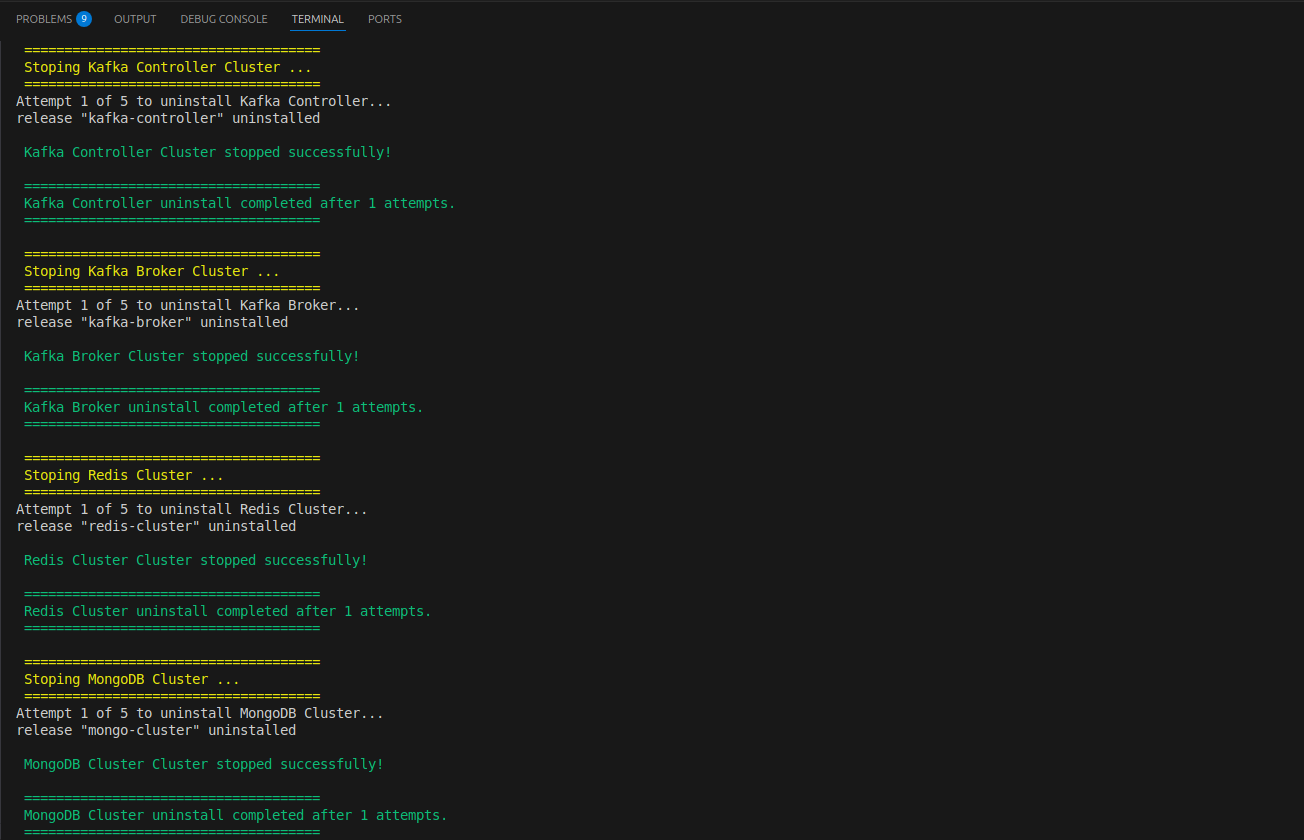 PROBLEMS 9 OUTPUT DEBUG CONSOLE TERMINAL PORTS
=====================================
Stoping Kafka Controller Cluster ...
=====================================
Attempt 1 of 5 to uninstall Kafka Controller...
release "kafka-controller" uninstalled
Kafka Controller Cluster stopped successfully!
=====================================
Kafka Controller uninstall completed after 1 attempts.
=====================================
=====================================
Stoping Kafka Broker Cluster ...
=====================================
Attempt 1 of 5 to uninstall Kafka Broker...
release "kafka-broker" uninstalled
Kafka Broker Cluster stopped successfully!
=====================================
Kafka Broker uninstall completed after 1 attempts.
=====================================
=====================================
Stoping Redis Cluster ...
=====================================
Attempt 1 of 5 to uninstall Redis Cluster...
release "redis-cluster" uninstalled
Redis Cluster Cluster stopped successfully!
=====================================
Redis Cluster uninstall completed after 1 attempts.
=====================================
=====================================
Stoping MongoDB Cluster ...
=====================================
Attempt 1 of 5 to uninstall MongoDB Cluster...
release "mongo-cluster" uninstalled
MongoDB Cluster Cluster stopped successfully!
=====================================
MongoDB Cluster uninstall completed after 1 attempts.
=====================================